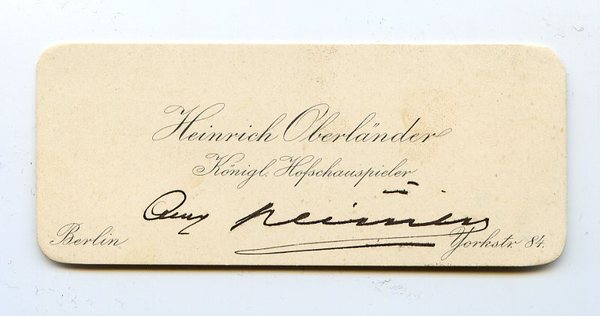 Heinrich Oberländer
Königl. Hofschauspieler
Berlin
Yorkstr. 84.